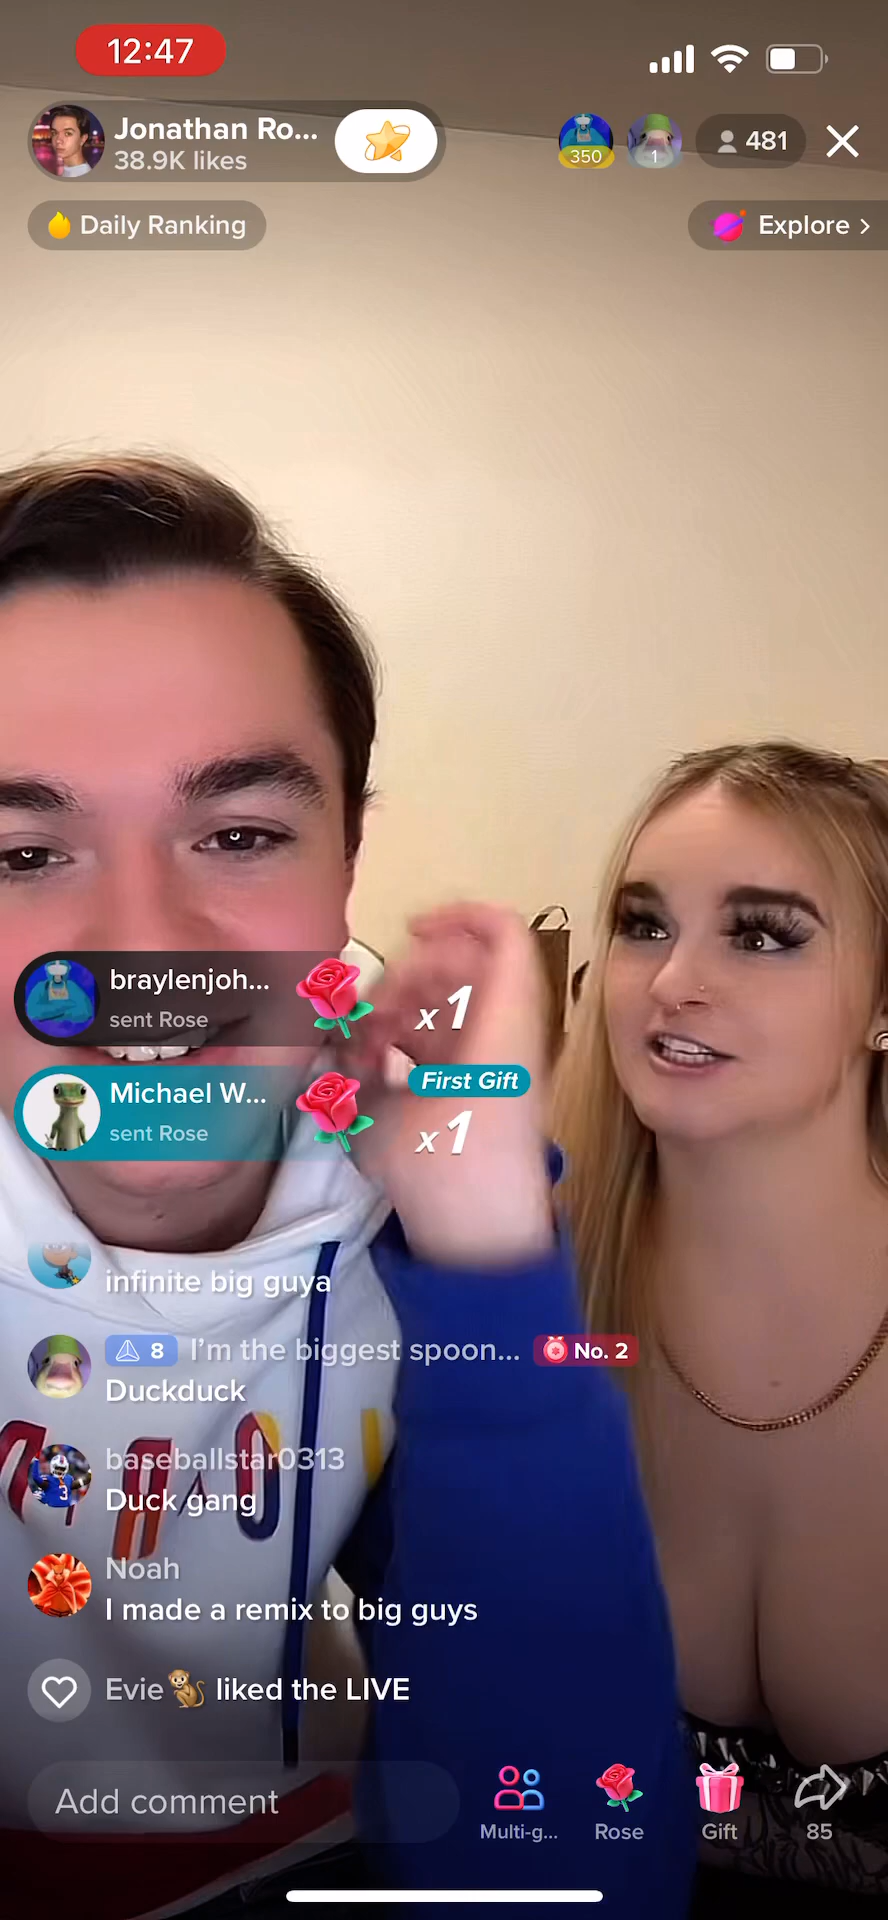 12:47
Jonathan Ro...
38.9K likes
350
1
481
Daily Ranking
Explore >
braylenjoh...
sent Rose
x1
Michael W...
sent Rose
First Gift
x1
infinite big guya
8 I'm the biggest spoon... No. 2
Duckduck
baseballstar0313
Duck gang
Noah
I made a remix to big guys
Evie🐒 liked the LIVE
Add comment
Multi-g...
Rose
Gift
85